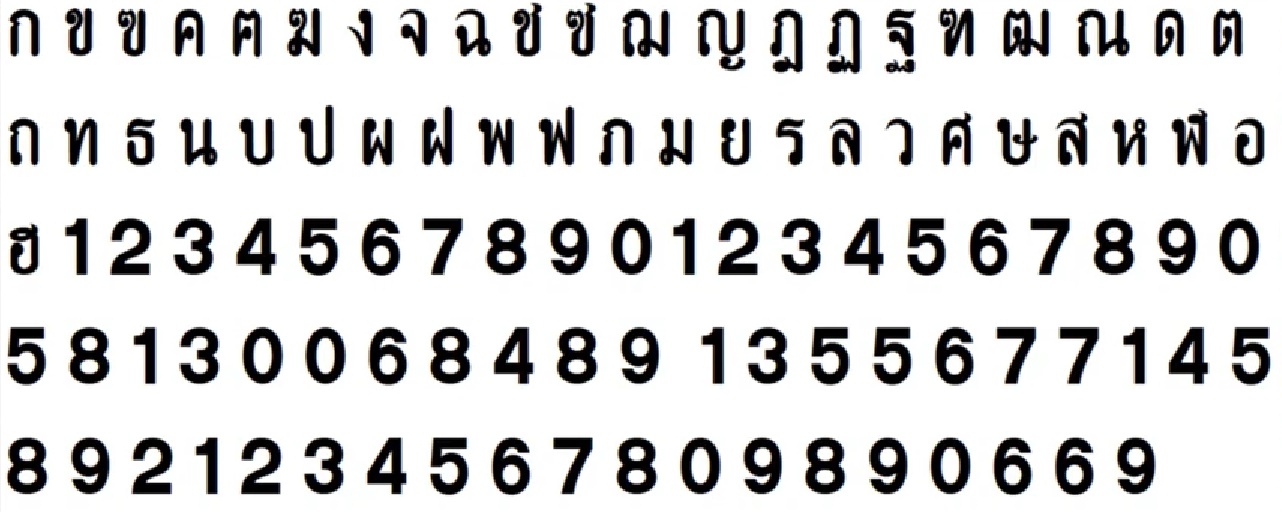 ก ข ฃ ค ฅ ฆ ง จ ฉ ช ซ ฌ ญ ฎ ฏ ฐ ฑ ฒ ณ ด ต
ถ ท ธ น บ ป ผ ฝ พ ฟ ภ ม ย ร ล ว ศ ษ ส ห ฬ อ
ฮ 1 2 3 4 5 6 7 8 9 0 1 2 3 4 5 6 7 8 9 0
5 8 1 3 0 0 6 8 4 8 9 1 3 5 5 6 7 7 1 4 5
8 9 2 1 2 3 4 5 6 7 8 0 9 8 9 0 6 6 9